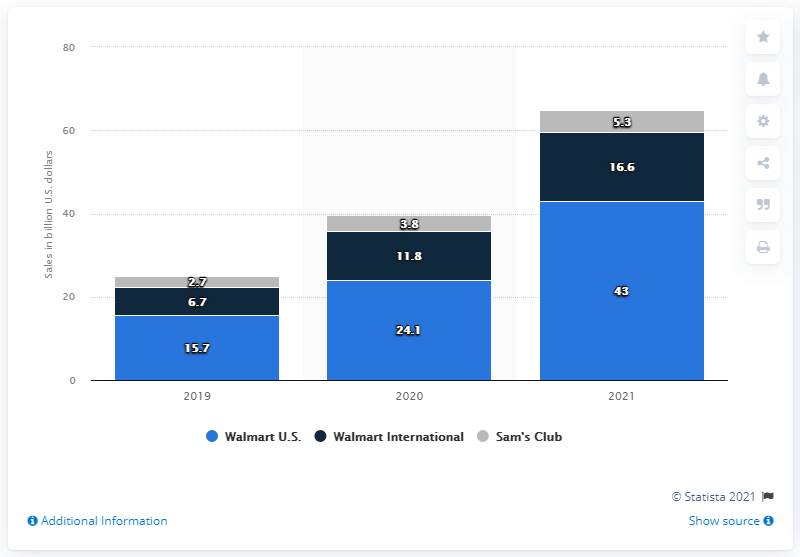 80
60
40
20
0
Sales in billion U.S. dollars
2.7
6.7
15.7
3.8
11.8
24.1
5.3
16.6
43
2019 2020 2021
Walmart U.S. Walmart International Sam's Club
© Statista 2021
Additional Information Show source